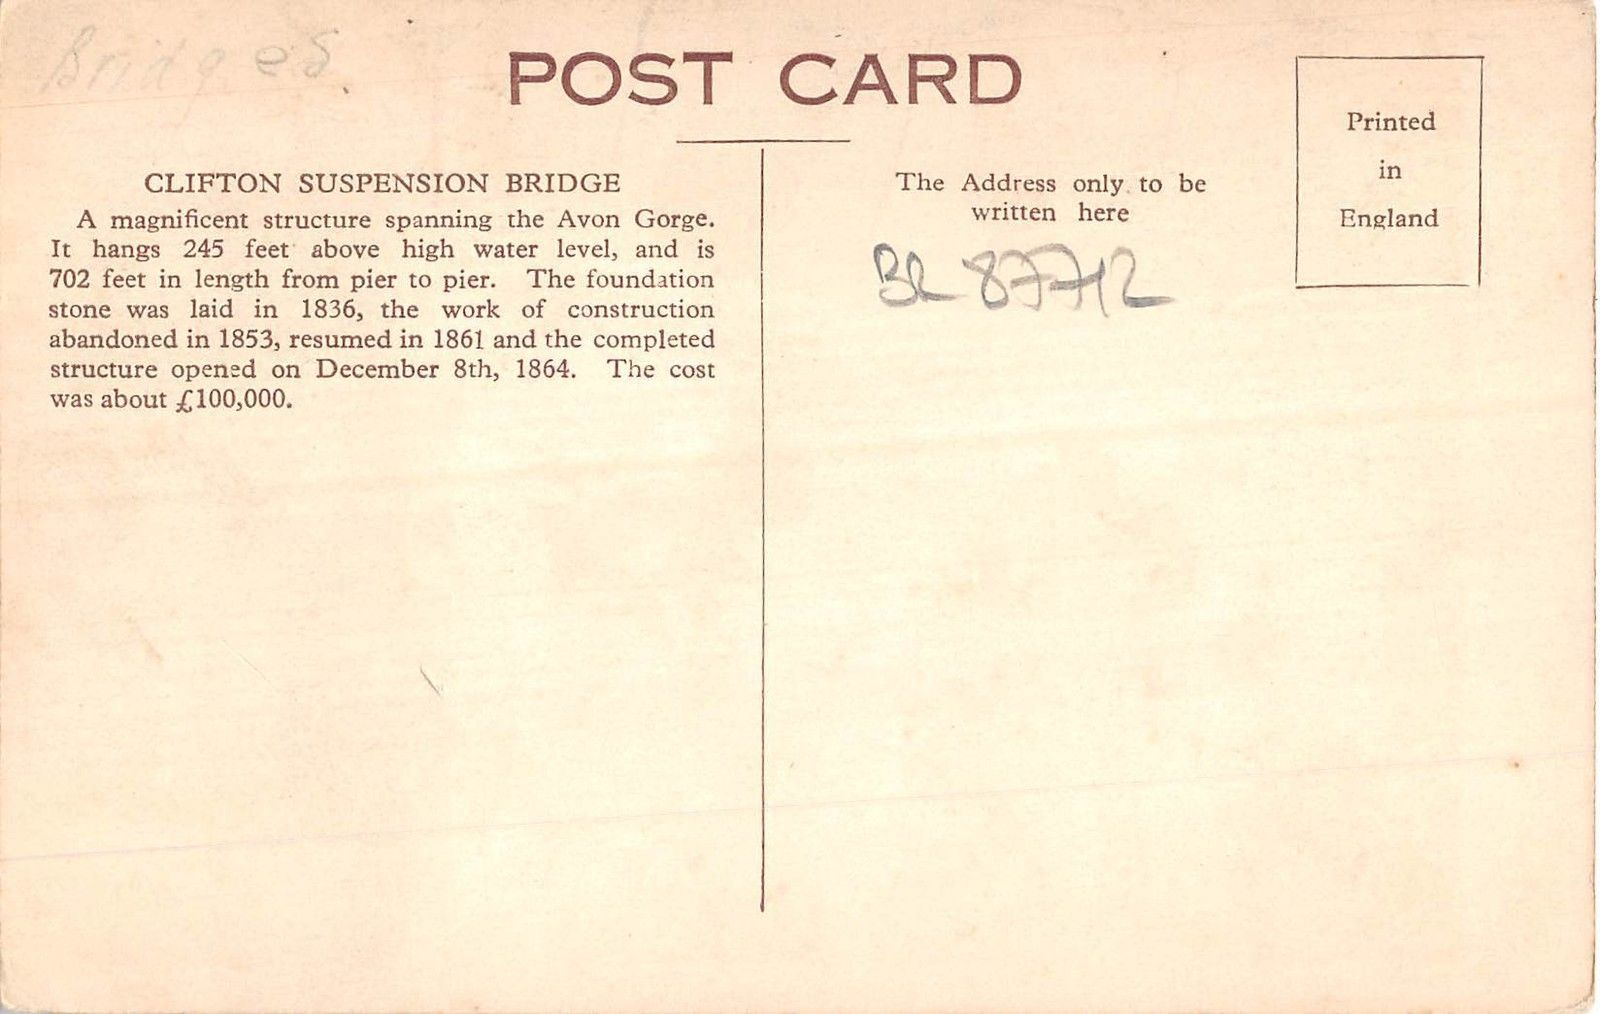 Bridges
POST CARD
CLIFTON SUSPENSION BRIDGE
A magnificent structure spanning the Avon Gorge.
It hangs 245 feet above high water level, and is
702 feet in length from pier to pier. The foundation
stone was laid in 1836, the work of construction
abandoned in 1853, resumed in 1861 and the completed
structure opened on December 8th, 1864. The cost
was about £100,000.
The Address only to be
written here
BR 87712
Printed
in
England